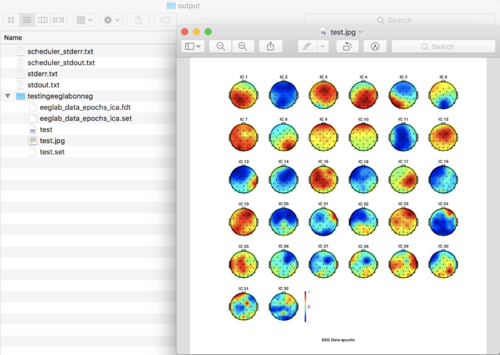 output
Search
Name
scheduler_stderr.txt
scheduler_stdout.txt
stderr.txt
stdout.txt
testingeeglabonnsg
eeglab_data_epochs_ica.fdt
eeglab_data_epochs_ica.set
test
test.jpg
test.set
test.jpg
Search
IC 1 IC 2 IC 3 IC 4 IC 5 IC 6
IC 7 IC 8 IC 9 IC 10 IC 11 IC 12
IC 13 IC 14 IC 15 IC 16 IC 17 IC 18
IC 19 IC 20 IC 21 IC 22 IC 23 IC 24
IC 25 IC 26 IC 27 IC 28 IC 29 IC 30
IC 31 IC 32
EEG Data epochs